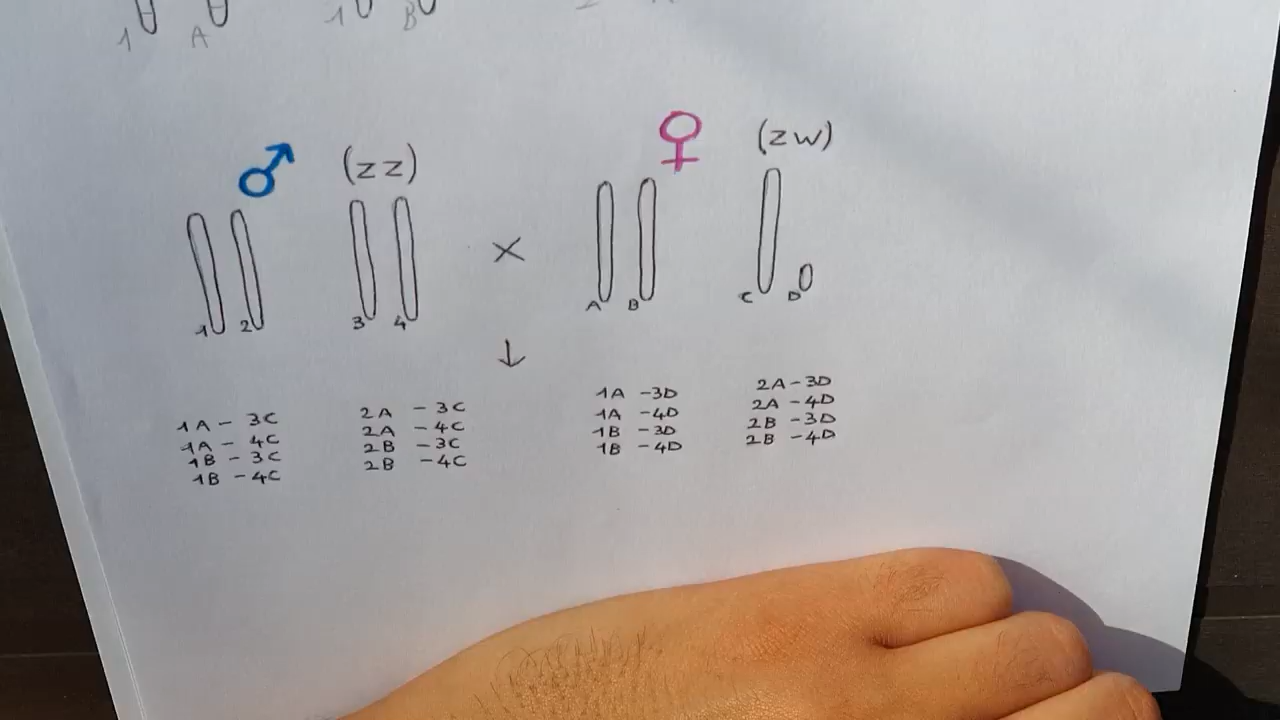 1 A 1 B
♂ (zz) ♀ (zw)
1 2 3 4 × A B C D
↓
1A - 3C
1A - 4C
1B - 3C
1B - 4C
2A - 3C
2A - 4C
2B - 3C
2B - 4C
1A - 3D
1A - 4D
1B - 3D
1B - 4D
2A - 3D
2A - 4D
2B - 3D
2B - 4D